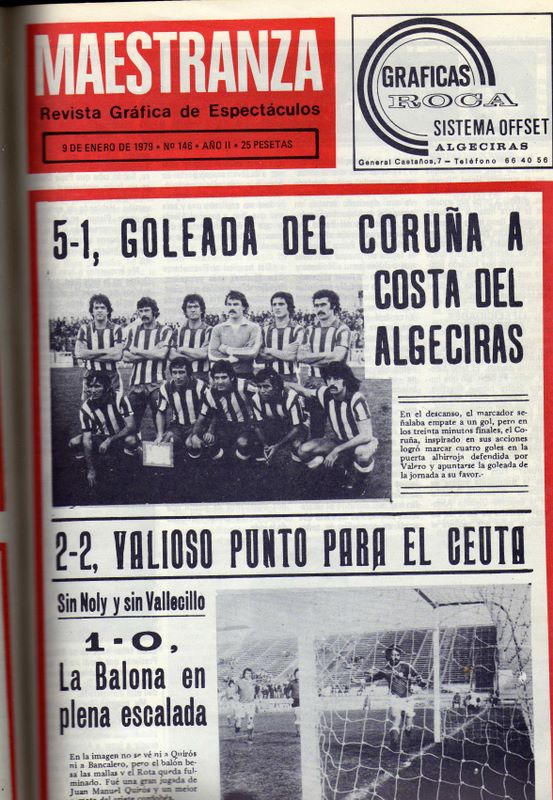 MAESTRANZA
Revista Gráfica de Espectáculos
9 DE ENERO DE 1979 • Nº 146 • AÑO II • 25 PESETAS
GRAFICAS
ROCA
SISTEMA OFFSET
ALGECIRAS
General Castaños, 7 — Teléfono 66 40 56
5-1, GOLEADA DEL CORUÑA A
COSTA DEL
ALGECIRAS
En el descanso, el marcador se-
ñalaba empate a un gol, pero en
los treinta minutos finales, el Co-
ruña, inspirado en sus acciones
logró marcar cuatro goles en la
puerta albirroja defendida por
Valero y apuntarse la goleada de
la jornada a su favor.-
2-2, VALIOSO PUNTO PARA EL CEUTA
Sin Noly y sin Vallecillo
1-0,
La Balona en
plena escalada
En la imagen no se vé ni a Quirós
ni a Bancalero, pero el balón be-
sa las mallas y el Rota queda ful-
minado. Fué una gran jugada de
Juan Manuel Quirós y un mejor